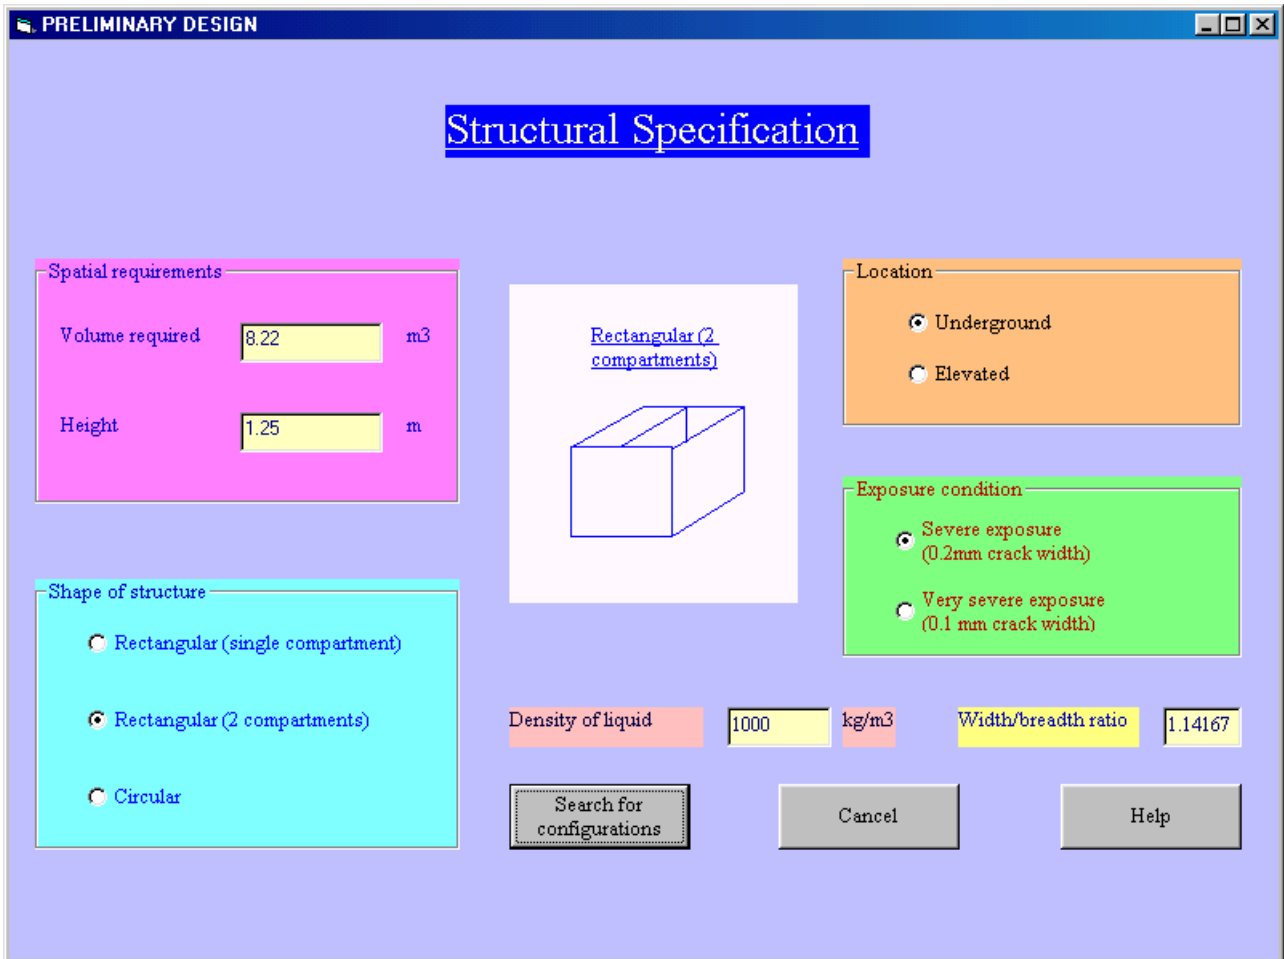 PRELIMINARY DESIGN
Structural Specification
Spatial requirements
Volume required 8.22 m3
Height 1.25 m
Shape of structure
Rectangular (single compartment)
Rectangular (2 compartments)
Circular
Rectangular (2
compartments)
Location
Underground
Elevated
Exposure condition
Severe exposure
(0.2mm crack width)
Very severe exposure
(0.1 mm crack width)
Density of liquid 1000 kg/m3
Width/breadth ratio 1.14167
Search for
configurations
Cancel
Help